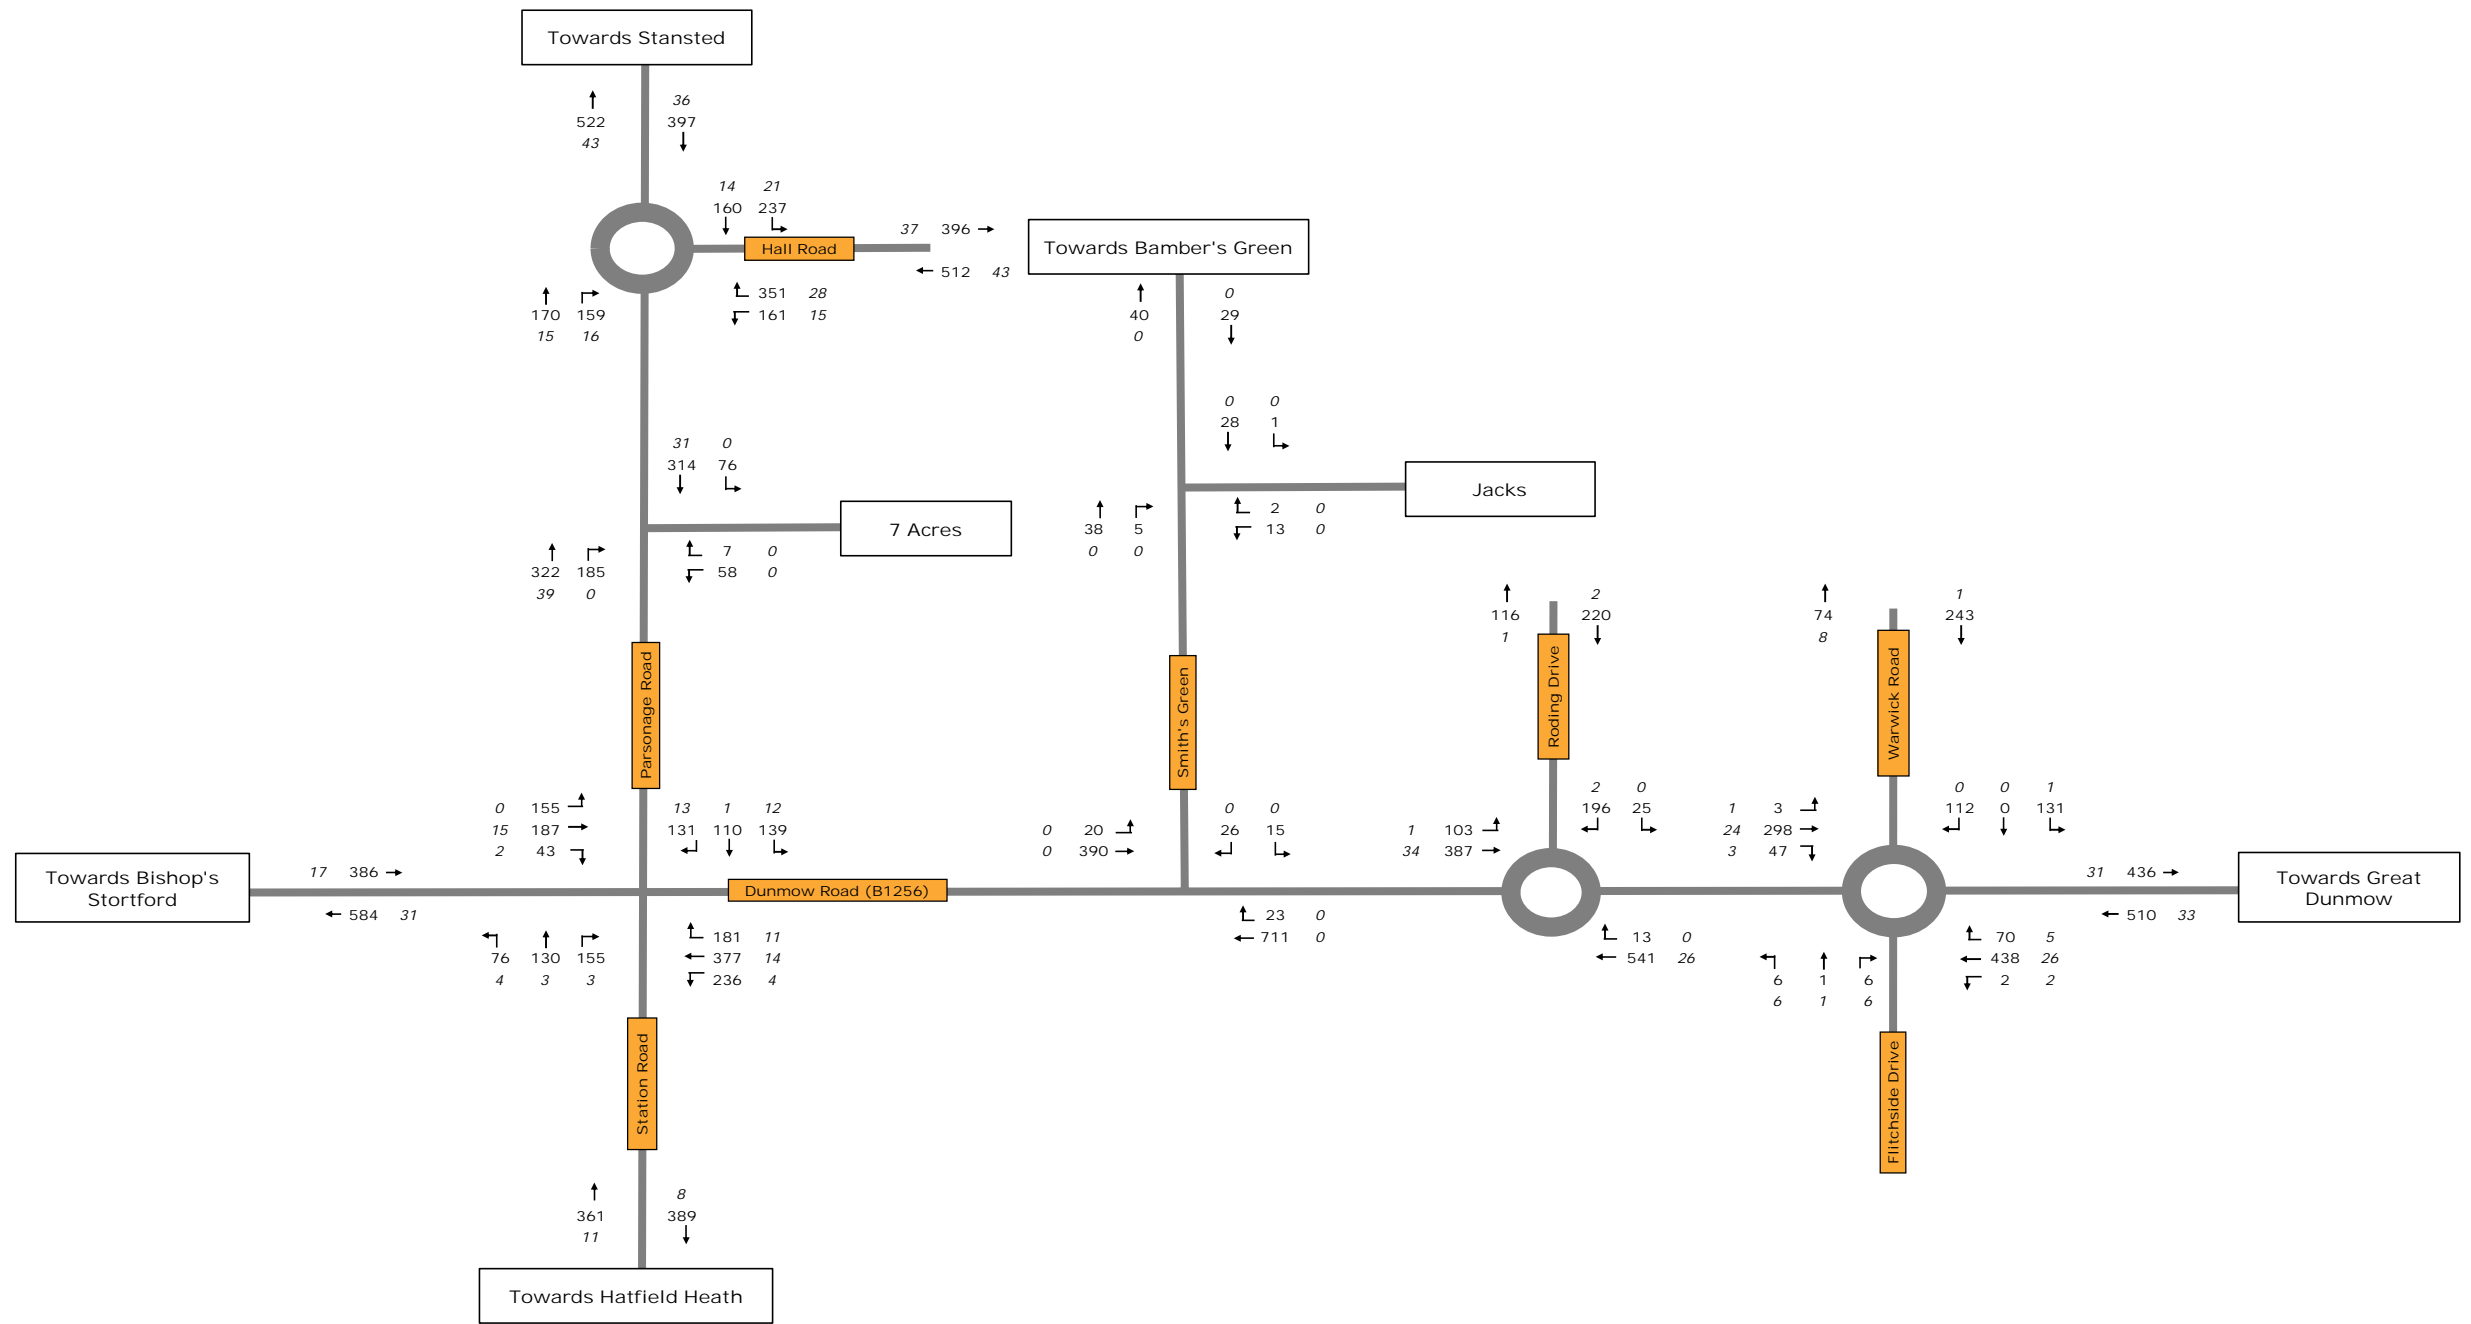 Towards Stansted
36
522 397
43
14 21
160 237
37 396
Hall Road
512 43
351 28
161 15
170 159
15 16
Towards Bamber's Green
0
40 29
0
0 0
28 1
31 0
314 76
Jacks
2 0
13 0
38 5
0 0
7 Acres
7 0
58 0
322 185
39 0
2
116 220
1
1
74 243
8
Parsonage Road
Smith's Green
Roding Drive
Warwick Road
0 155
15 187
2 43
13 1 12
131 110 139
0 20
0 390
0 0
26 15
1 103
34 387
2 0
196 25
1 3
24 298
3 47
0 0 1
112 0 131
Towards Bishop's
Stortford
17 386
584 31
Dunmow Road (B1256)
31 436
510 33
Towards Great
Dunmow
76 130 155
4 3 3
181 11
377 14
236 4
23 0
711 0
13 0
541 26
6 1 6
6 1 6
70 5
438 26
2 2
Station Road
Flitchside Drive
8
361 389
11
Towards Hatfield Heath